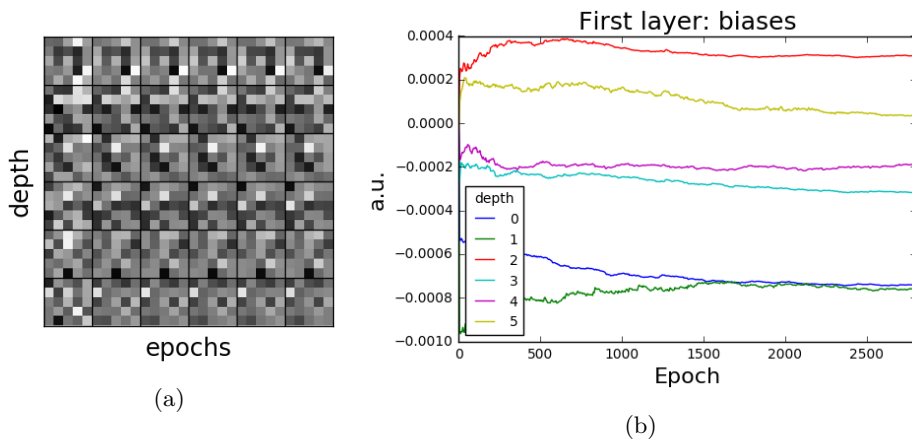 depth
epochs
(a)
First layer: biases
0.0004
0.0002
0.0000
−0.0002
−0.0004
−0.0006
−0.0008
−0.0010
a.u.
depth
0
1
2
3
4
5
0 500 1000 1500 2000 2500
Epoch
(b)